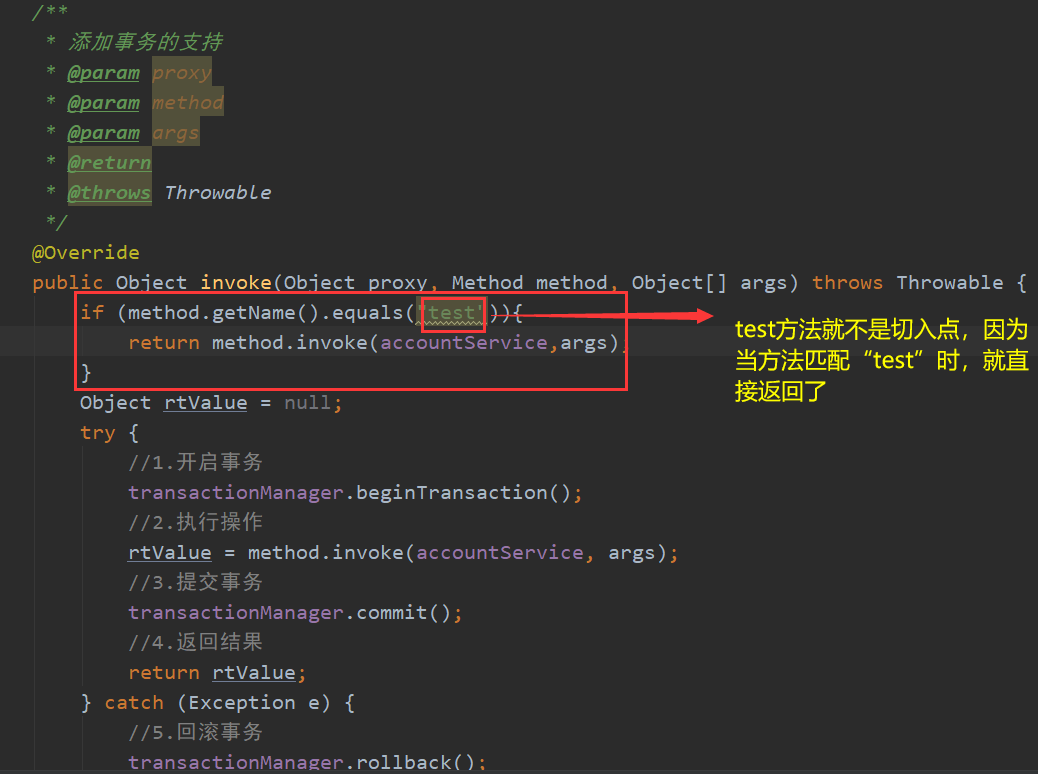 /**
* 添加事务的支持
* @param proxy
* @param method
* @param args
* @return
* @throws Throwable
*/
@Override
public Object invoke(Object proxy, Method method, Object[] args) throws Throwable {
if (method.getName().equals("test")){
return method.invoke(accountService,args);
}
test方法就不是切入点，因为
当方法匹配“test”时，就直
接返回了
Object rtValue = null;
try {
//1.开启事务
transactionManager.beginTransaction();
//2.执行操作
rtValue = method.invoke(accountService, args);
//3.提交事务
transactionManager.commit();
//4.返回结果
return rtValue;
} catch (Exception e) {
//5.回滚事务
transactionManager.rollback();